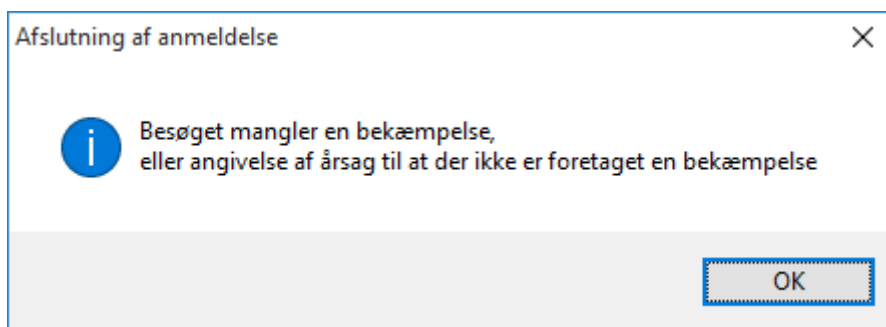 Afslutning af anmeldelse
Besøget mangler en bekæmpelse,
eller angivelse af årsag til at der ikke er foretaget en bekæmpelse
OK